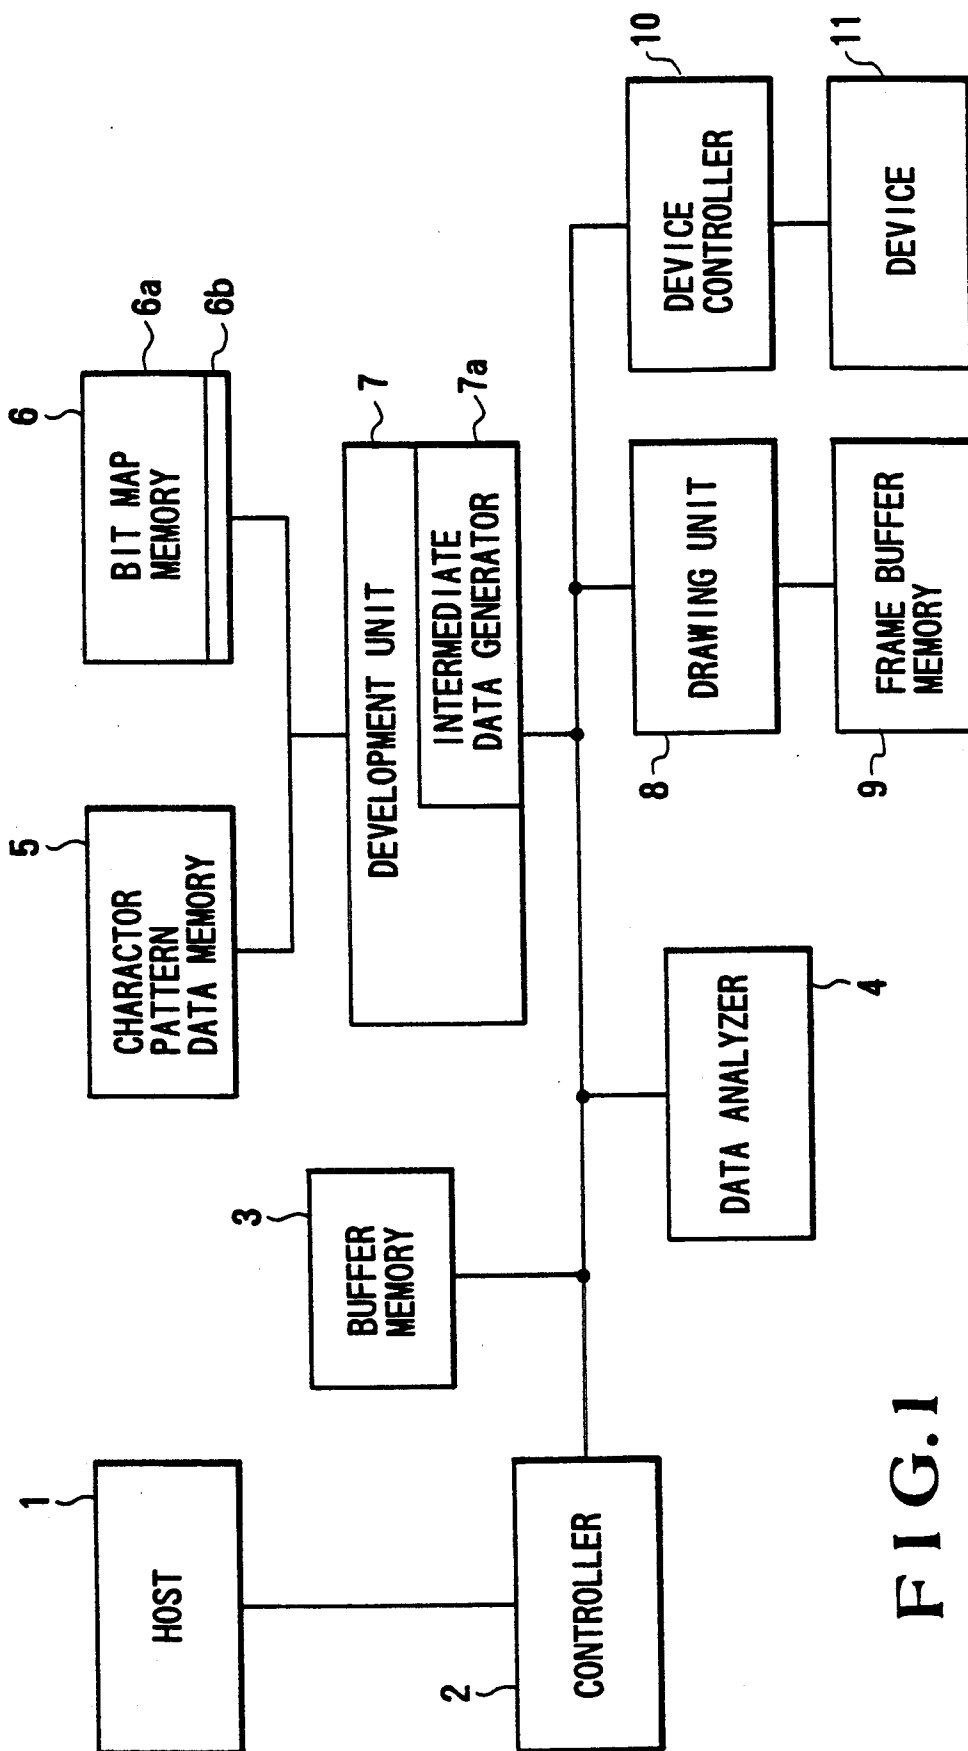 1
HOST
2
CONTROLLER
3
BUFFER
MEMORY
4
DATA ANALYZER
5
CHARACTOR
PATTERN
DATA MEMORY
6
BIT MAP
MEMORY
6a
6b
7
DEVELOPMENT UNIT
7a
INTERMEDIATE
DATA GENERATOR
8
DRAWING UNIT
9
FRAME BUFFER
MEMORY
10
DEVICE
CONTROLLER
11
DEVICE
FIG.1